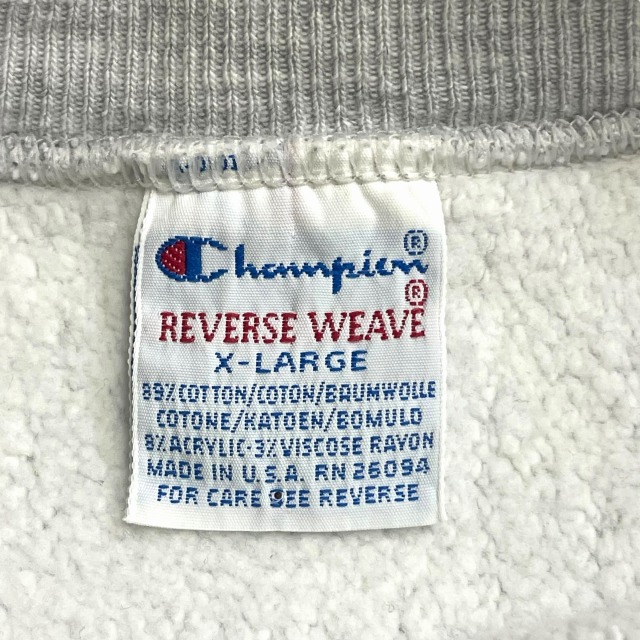 Champion®
®
REVERSE WEAVE
X-LARGE
89% COTTON/COTON/BAUMWOLLE
COTONE/KATOEN/BOMULD
8% ACRYLIC-3% VISCOSE RAYON
MADE IN U.S.A. RN 26094
FOR CARE SEE REVERSE